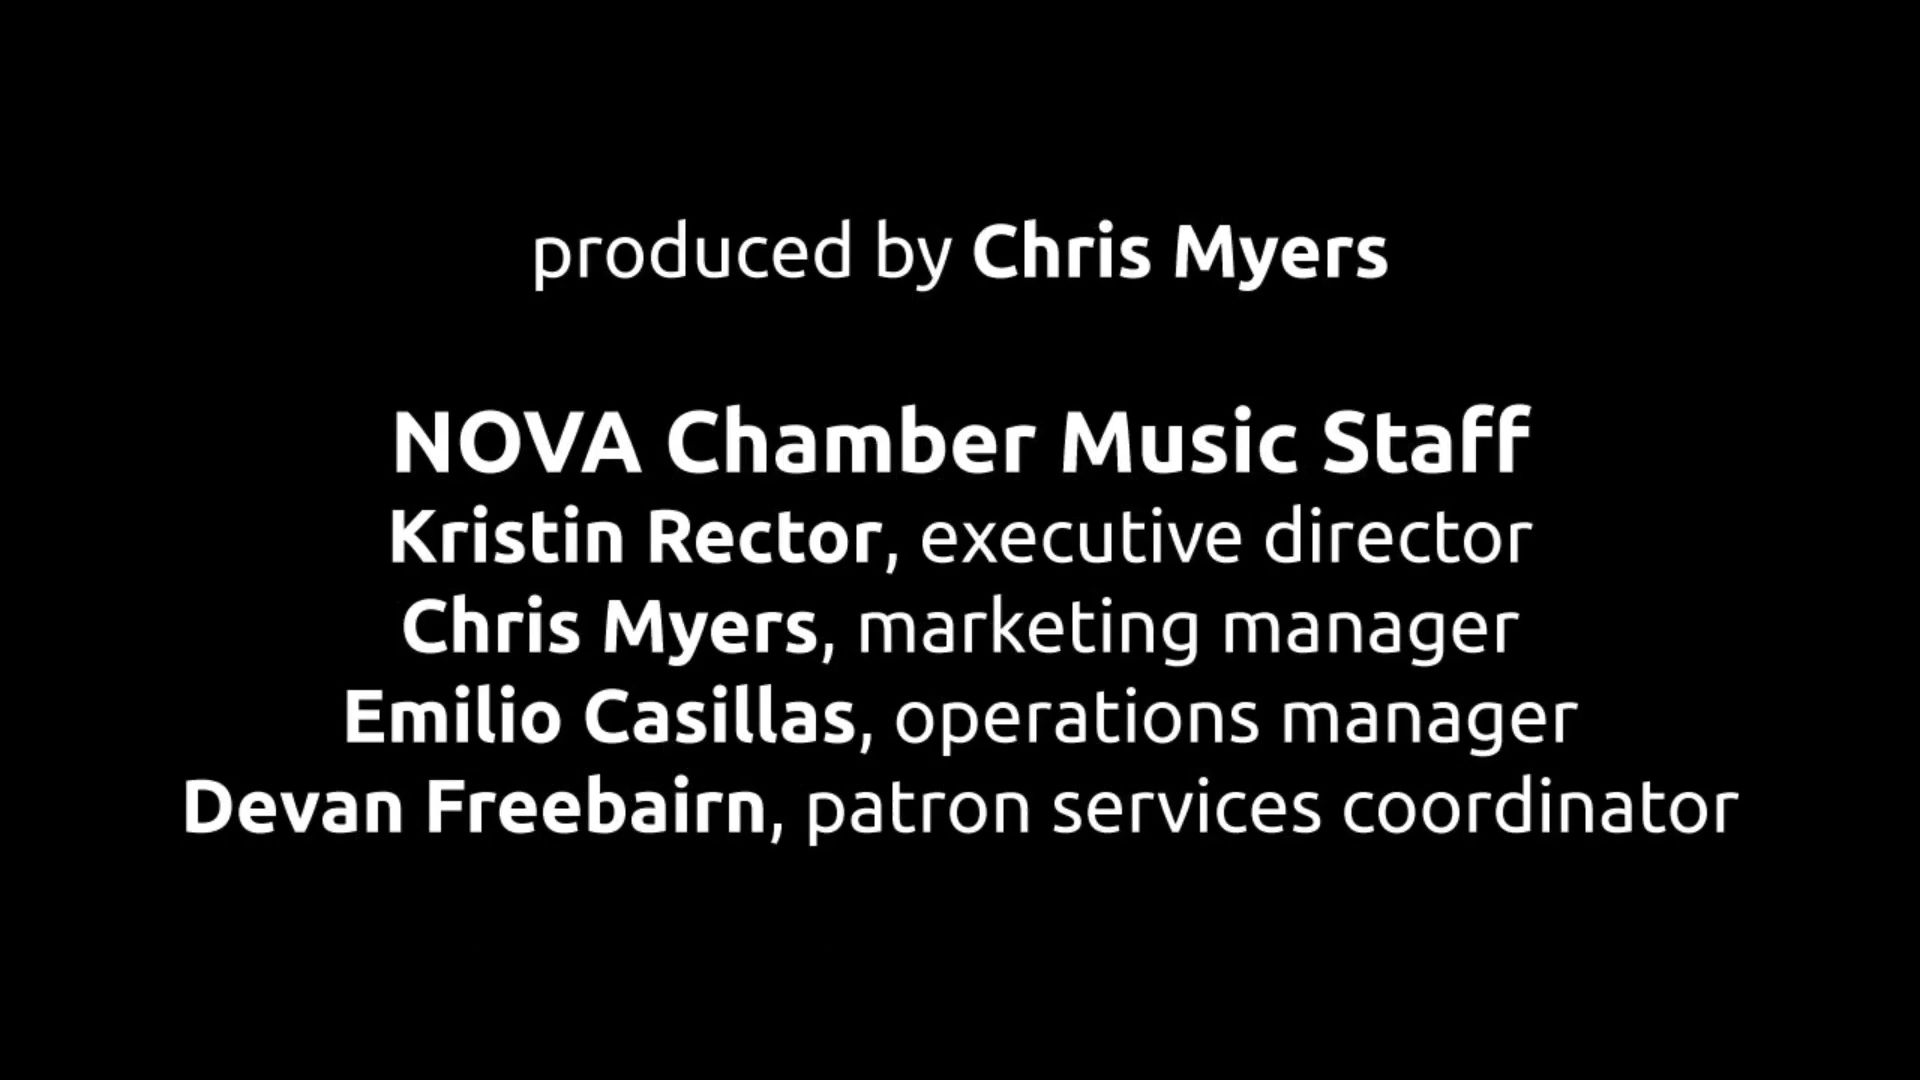 produced by Chris Myers
NOVA Chamber Music Staff
Kristin Rector, executive director
Chris Myers, marketing manager
Emilio Casillas, operations manager
Devan Freebairn, patron services coordinator